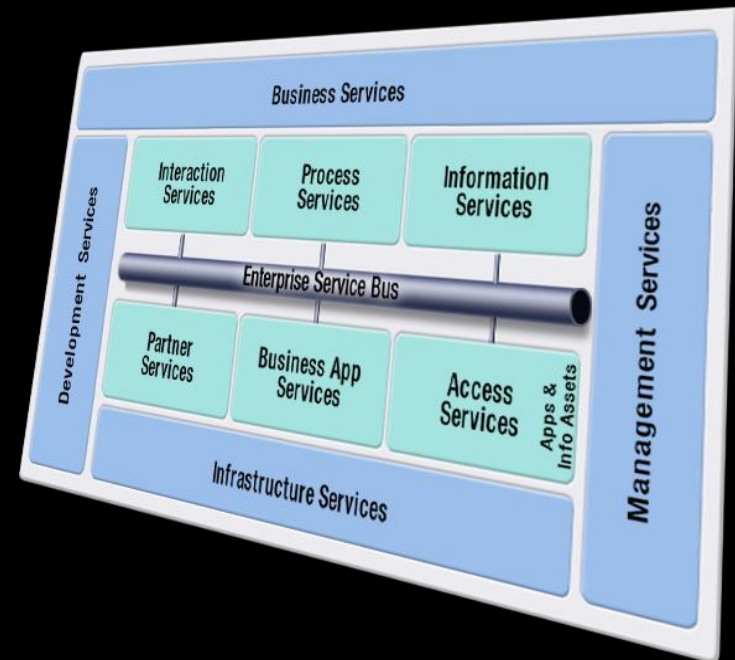 Business Services
Development Services
Interaction
Services
Process
Services
Information
Services
Management Services
Enterprise Service Bus
Partner
Services
Business App
Services
Access
Services
Apps &
Info Assets
Infrastructure Services